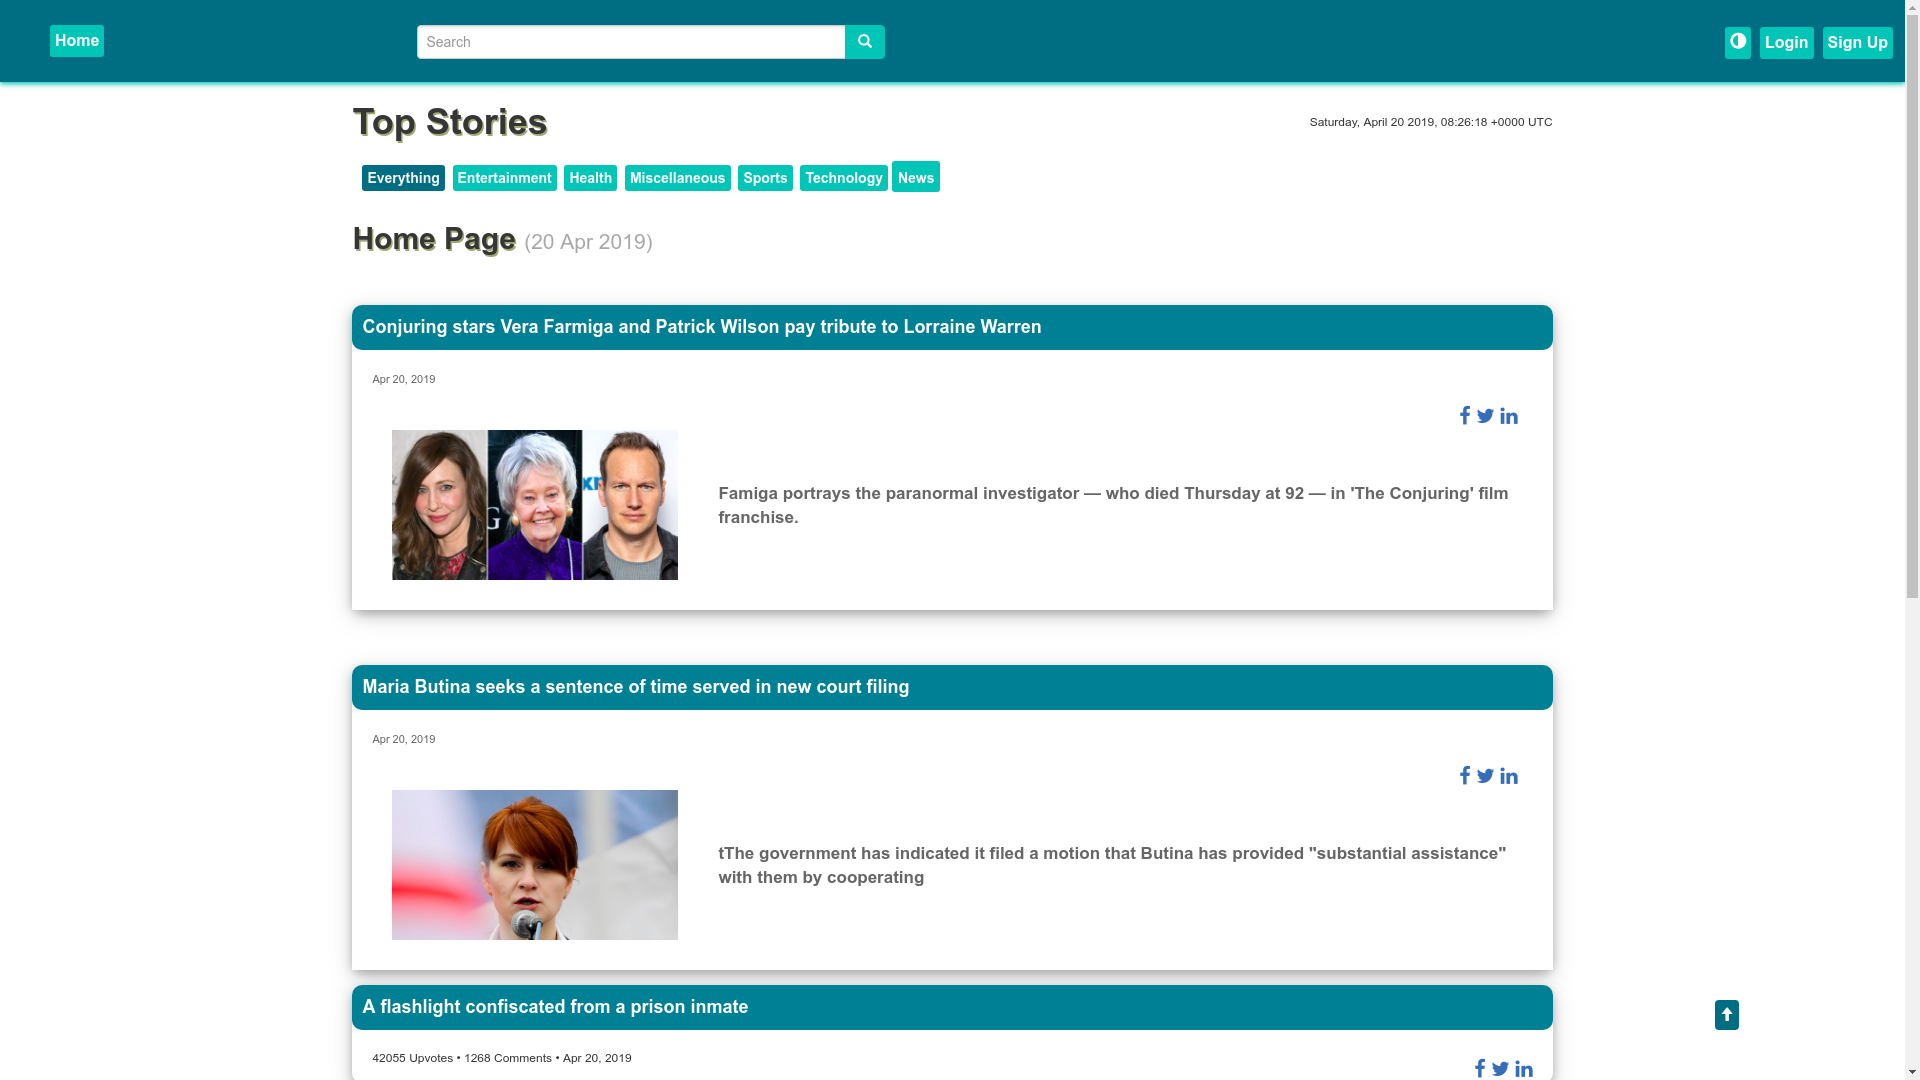 Home
Search
Login
Sign Up
Top Stories
Saturday, April 20 2019, 08:26:18 +0000 UTC
Everything
Entertainment
Health
Miscellaneous
Sports
Technology
News
Home Page (20 Apr 2019)
Conjuring stars Vera Farmiga and Patrick Wilson pay tribute to Lorraine Warren
Apr 20, 2019
Famiga portrays the paranormal investigator — who died Thursday at 92 — in 'The Conjuring' film
franchise.
Maria Butina seeks a sentence of time served in new court filing
Apr 20, 2019
tThe government has indicated it filed a motion that Butina has provided "substantial assistance"
with them by cooperating
A flashlight confiscated from a prison inmate
42055 Upvotes • 1268 Comments • Apr 20, 2019